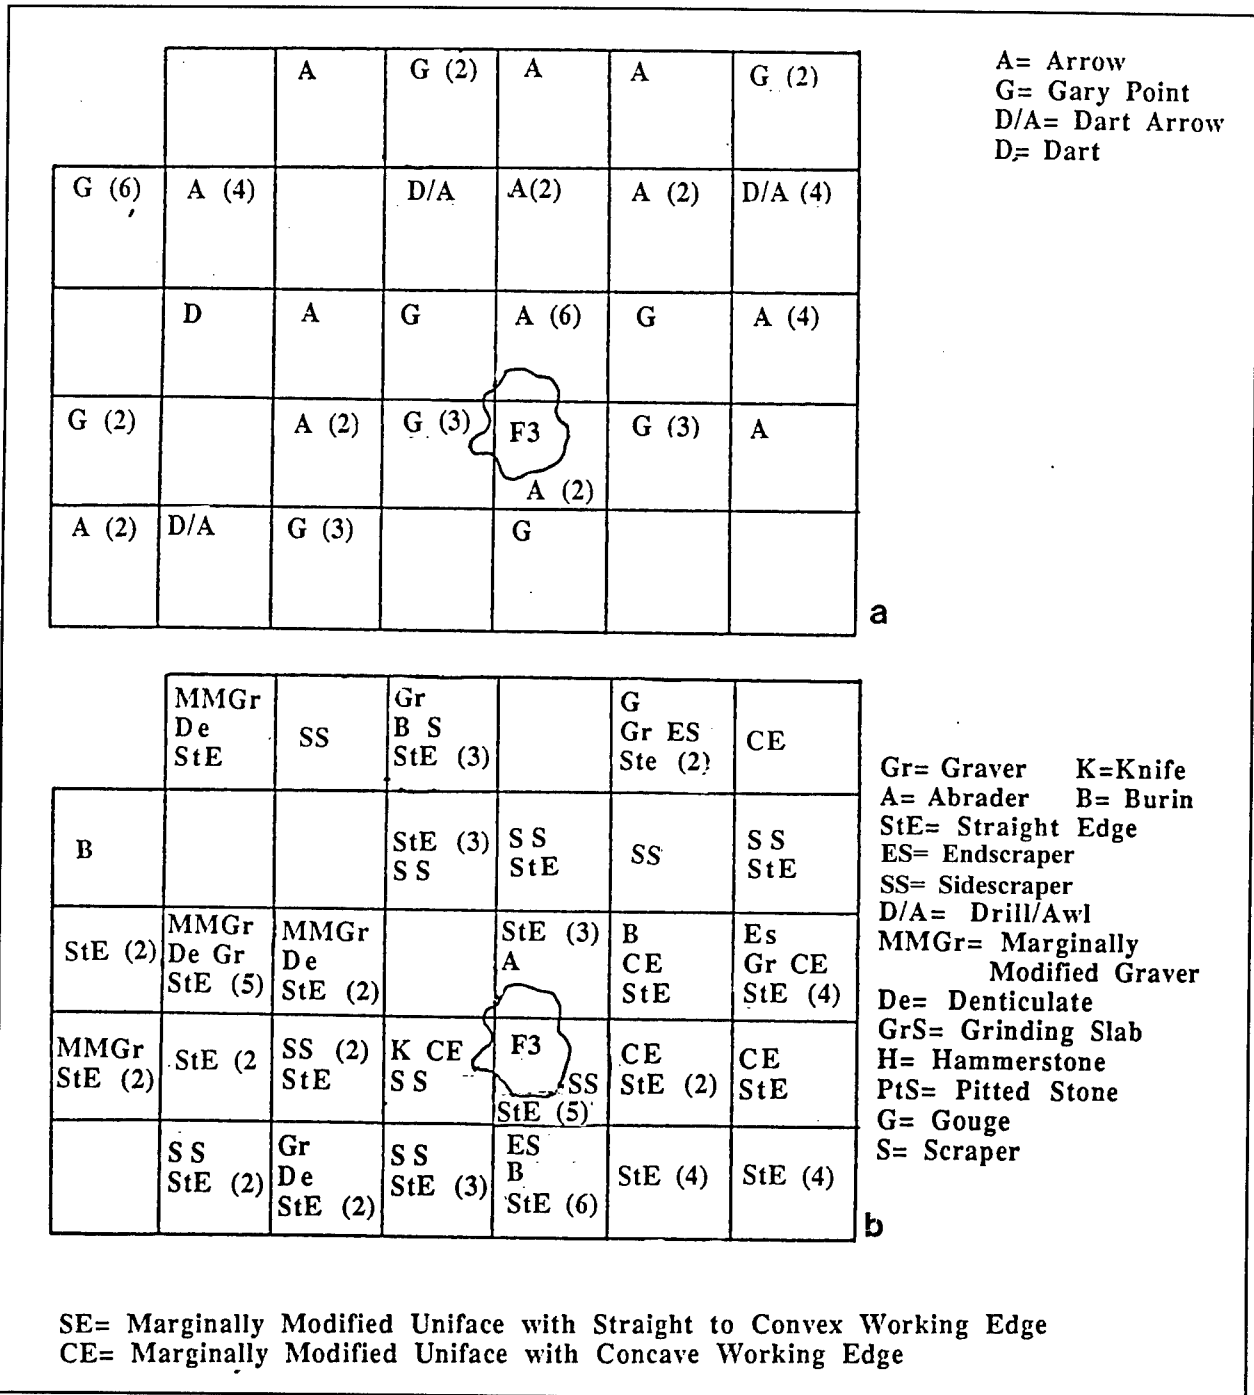 A G (2) A A G (2)
G (6) A (4) D/A A(2) A (2) D/A (4)
D A G A (6) G A (4)
G (2) A (2) G (3) F3 G (3) A
A (2)
A (2) D/A G (3) G
a
A= Arrow
G= Gary Point
D/A= Dart Arrow
D= Dart
MMGr
De
StE
SS
Gr
B S
StE (3)
G
Gr ES
Ste (2)
CE
B
StE (3)
SS
SS
StE
SS
SS
StE
StE (2)
MMGr
De Gr
StE (5)
MMGr
De
StE (2)
StE (3)
A
B
CE
StE
Es
Gr CE
StE (4)
MMGr
StE (2)
StE (2
SS (2)
StE
K CE
SS
F3
SS
StE (5)
CE
StE (2)
CE
StE
SS
StE (2)
Gr
De
StE (2)
SS
StE (3)
ES
B
StE (6)
StE (4)
StE (4)
b
Gr= Graver K=Knife
A= Abrader B= Burin
StE= Straight Edge
ES= Endscraper
SS= Sidescraper
D/A= Drill/Awl
MMGr= Marginally
Modified Graver
De= Denticulate
GrS= Grinding Slab
H= Hammerstone
PtS= Pitted Stone
G= Gouge
S= Scraper
SE= Marginally Modified Uniface with Straight to Convex Working Edge
CE= Marginally Modified Uniface with Concave Working Edge